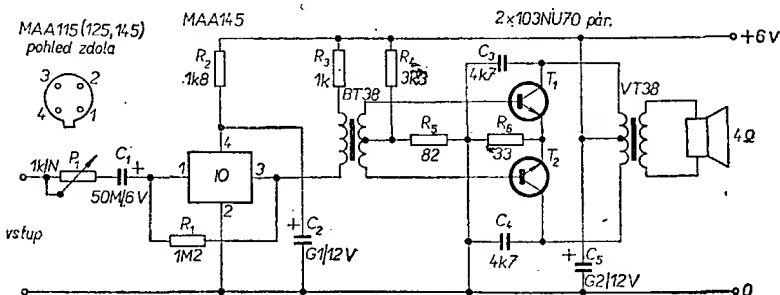 MAA115 (125,145)
pohled zdola
3
2
4
1
MAA145
2×103NU70 pár.
+6V
R2
1k8
R3
1k
R4
3k3
BT38
C3
4k7
T1
VT38
4Ω
R5
82
R6
33
T2
1k/N
P1
C1
+
50M/6V
1
4
IO
3
2
R1
1M2
vstup
+
C2
G1/12V
C4
4k7
+
C5
G2/12V
0